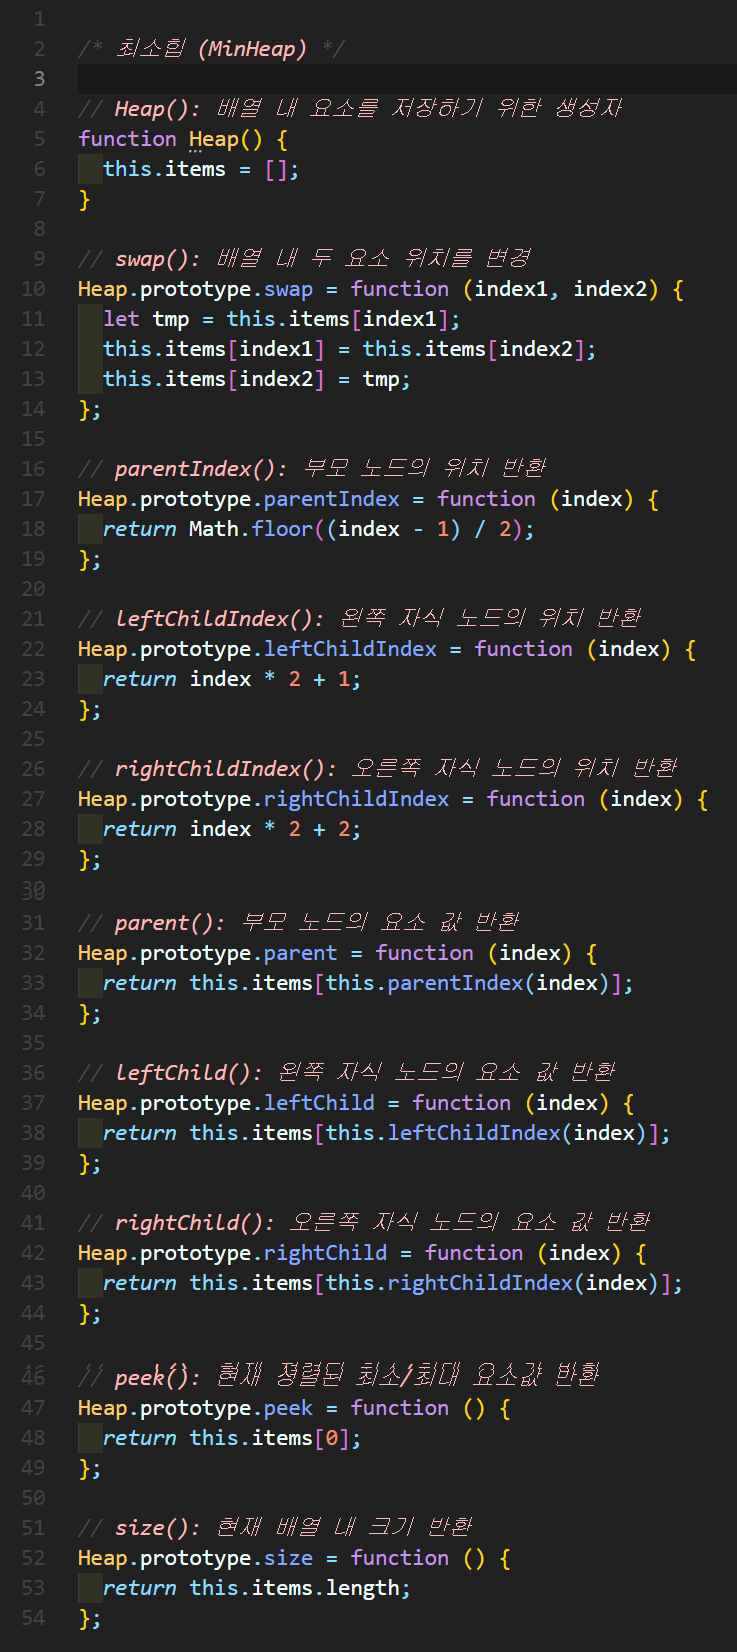 1
2 /* 최소힙 (MinHeap) */
3
4 // Heap(): 배열 내 요소를 저장하기 위한 생성자
5 function Heap() {
6   this.items = [];
7 }
8
9 // swap(): 배열 내 두 요소 위치를 변경
10 Heap.prototype.swap = function (index1, index2) {
11   let tmp = this.items[index1];
12   this.items[index1] = this.items[index2];
13   this.items[index2] = tmp;
14 };
15
16 // parentIndex(): 부모 노드의 위치 반환
17 Heap.prototype.parentIndex = function (index) {
18   return Math.floor((index - 1) / 2);
19 };
20
21 // leftChildIndex(): 왼쪽 자식 노드의 위치 반환
22 Heap.prototype.leftChildIndex = function (index) {
23   return index * 2 + 1;
24 };
25
26 // rightChildIndex(): 오른쪽 자식 노드의 위치 반환
27 Heap.prototype.rightChildIndex = function (index) {
28   return index * 2 + 2;
29 };
30
31 // parent(): 부모 노드의 요소 값 반환
32 Heap.prototype.parent = function (index) {
33   return this.items[this.parentIndex(index)];
34 };
35
36 // leftChild(): 왼쪽 자식 노드의 요소 값 반환
37 Heap.prototype.leftChild = function (index) {
38   return this.items[this.leftChildIndex(index)];
39 };
40
41 // rightChild(): 오른쪽 자식 노드의 요소 값 반환
42 Heap.prototype.rightChild = function (index) {
43   return this.items[this.rightChildIndex(index)];
44 };
45
46 // peek(): 현재 정렬된 최소/최대 요소값 반환
47 Heap.prototype.peek = function () {
48   return this.items[0];
49 };
50
51 // size(): 현재 배열 내 크기 반환
52 Heap.prototype.size = function () {
53   return this.items.length;
54 };